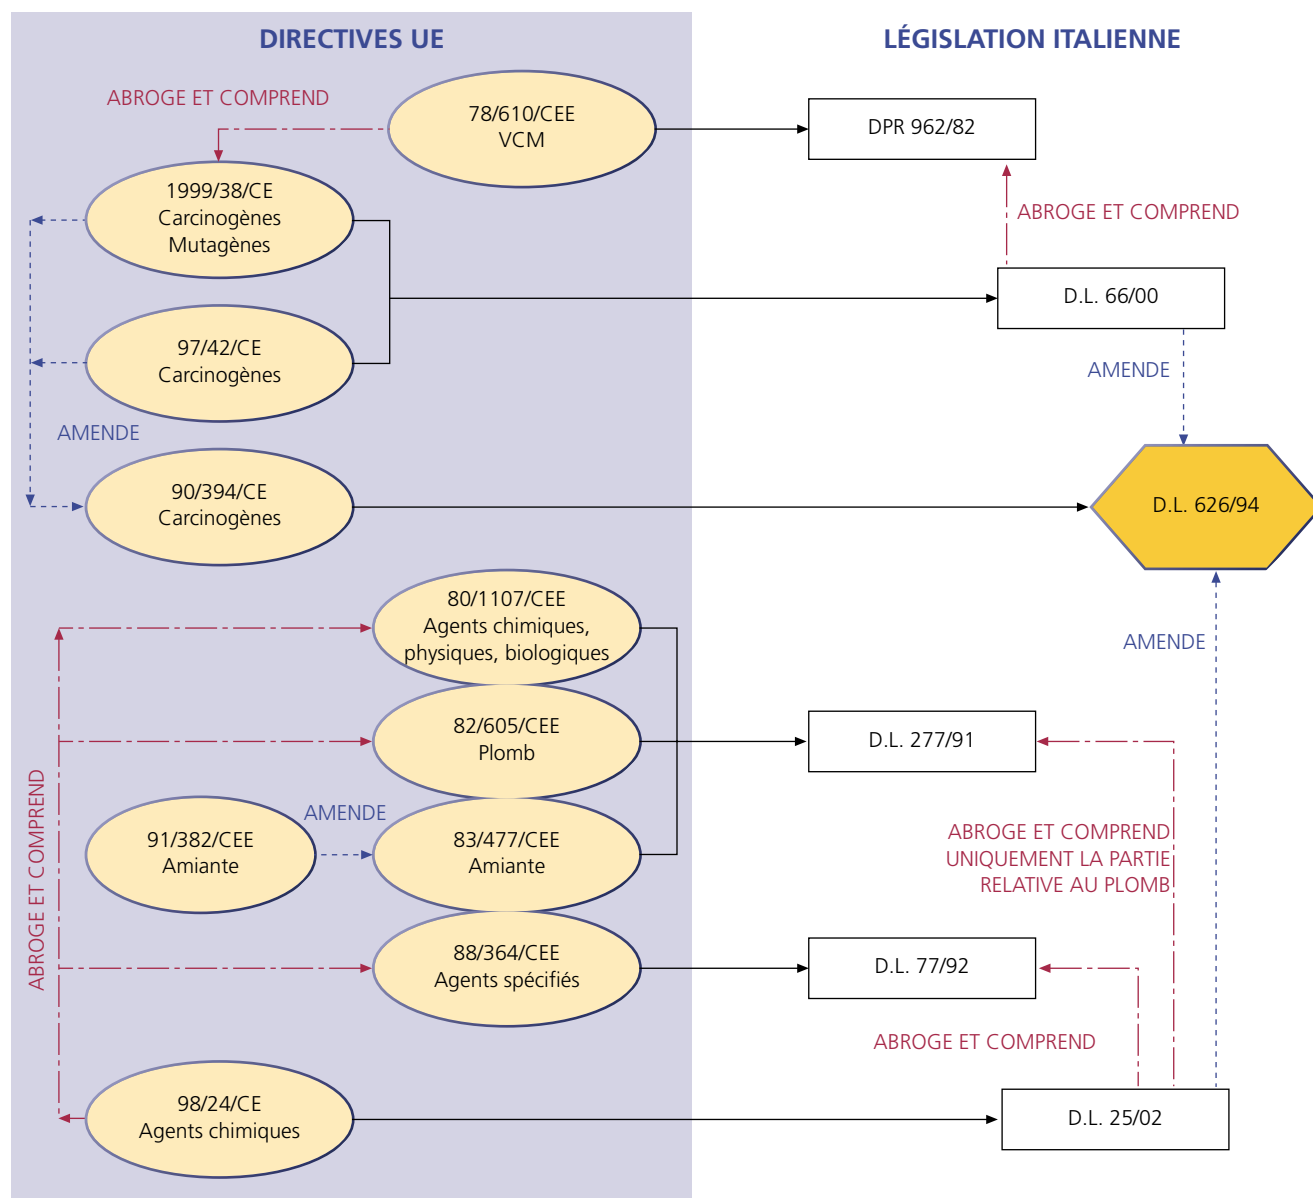 DIRECTIVES UE
LÉGISLATION ITALIENNE
ABROGE ET COMPREND
78/610/CEE
VCM
DPR 962/82
1999/38/CE
Carcinogènes
Mutagènes
ABROGE ET COMPREND
D.L. 66/00
97/42/CE
Carcinogènes
AMENDE
AMENDE
90/394/CE
Carcinogènes
D.L. 626/94
80/1107/CEE
Agents chimiques,
physiques, biologiques
AMENDE
82/605/CEE
Plomb
D.L. 277/91
ABROGE ET COMPREND
91/382/CEE
Amiante
AMENDE
83/477/CEE
Amiante
ABROGE ET COMPREND
UNIQUEMENT LA PARTIE
RELATIVE AU PLOMB
88/364/CEE
Agents spécifiés
D.L. 77/92
ABROGE ET COMPREND
98/24/CE
Agents chimiques
D.L. 25/02